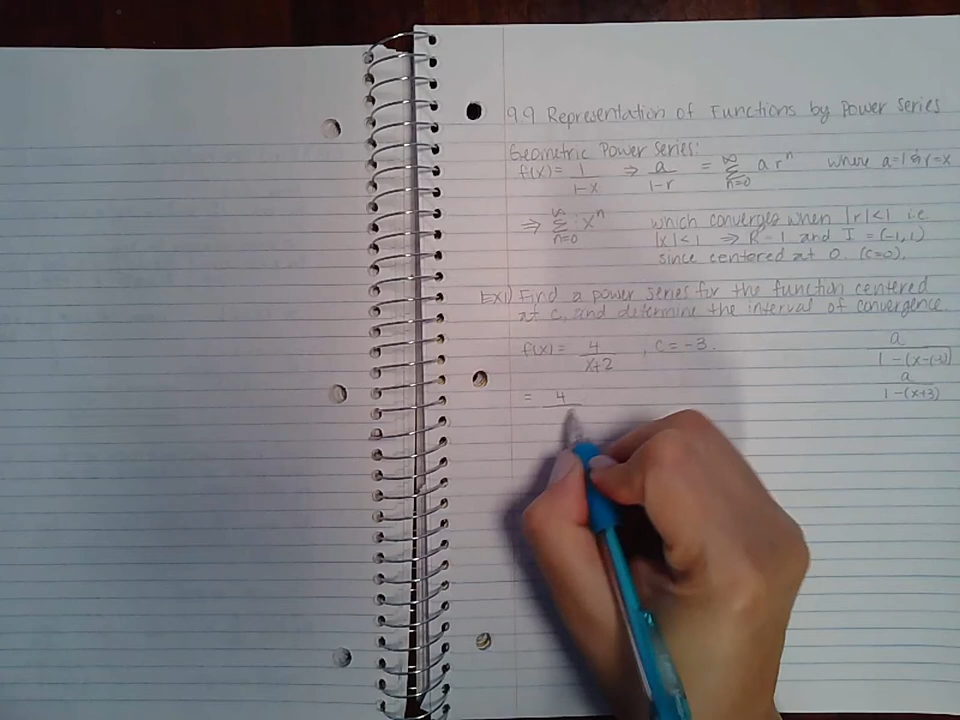 9.9 Representation of Functions by Power Series
Geometric Power Series:
f(x) = 1/(1-x) ⇒ a/(1-r) = ∑_{n=0}^{∞} a r^n where a=1 & r=x
⇒ ∑_{n=0}^{∞} x^n which converges when |r|<1 i.e
|x|<1 ⇒ R=1 and I = (-1,1)
since centered at 0. (c=0).
EX1) Find a power series for the function centered
at c, and determine the interval of convergence.
f(x) = 4/(x+2) , c = -3.
a/(1-(x-(-3)))
a/(1-(x+3))
= 4